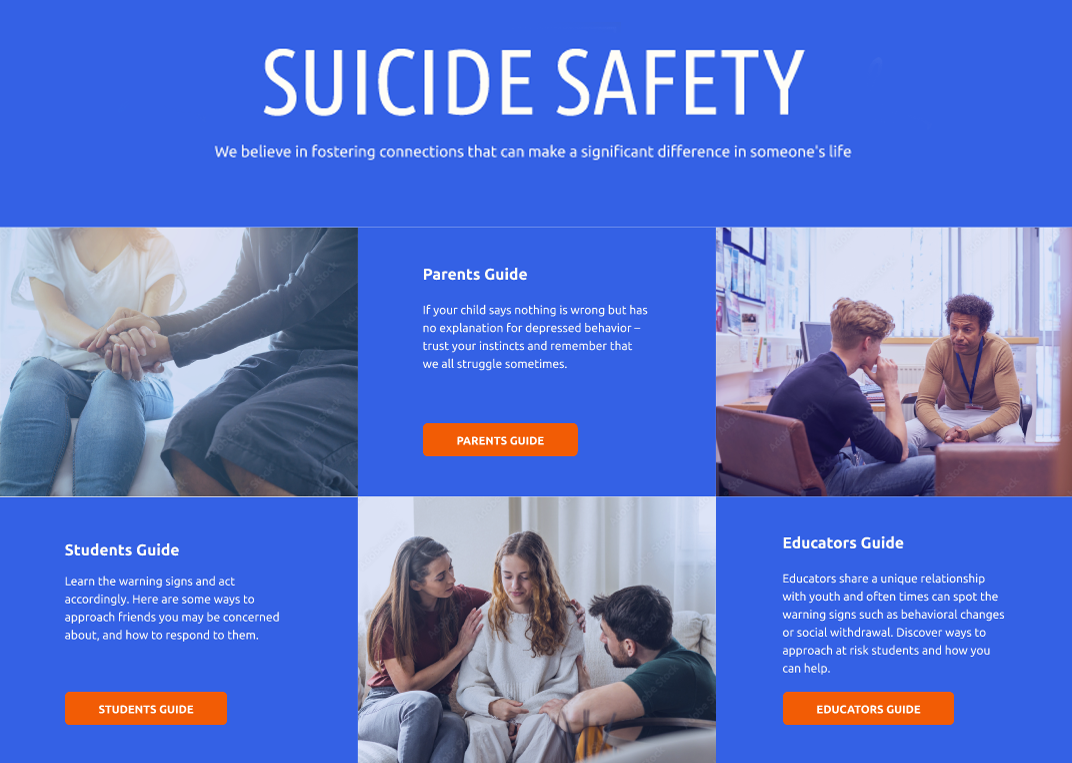 SUICIDE SAFETY
We believe in fostering connections that can make a significant difference in someone's life
Parents Guide
If your child says nothing is wrong but has
no explanation for depressed behavior –
trust your instincts and remember that
we all struggle sometimes.
PARENTS GUIDE
Students Guide
Learn the warning signs and act
accordingly. Here are some ways to
approach friends you may be concerned
about, and how to respond to them.
STUDENTS GUIDE
Educators Guide
Educators share a unique relationship
with youth and often times can spot the
warning signs such as behavioral changes
or social withdrawal. Discover ways to
approach at risk students and how you
can help.
EDUCATORS GUIDE